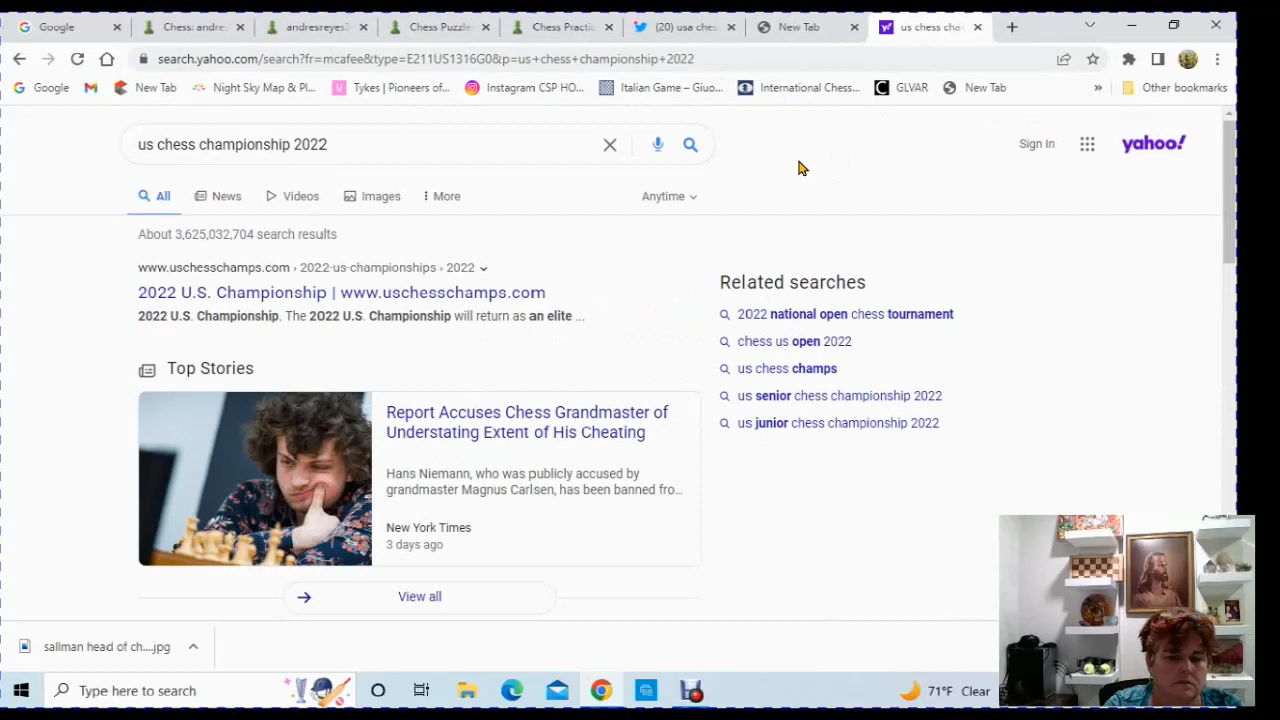 Google
Chess: andre
andresreyes3
Chess Puzzle
Chess Practic
(20) usa ches
New Tab
us chess cha
search.yahoo.com/search?fr=mcafee&type=E211US1316G0&p=us+chess+championship+2022
Google
New Tab
Night Sky Map & Pl...
Tykes | Pioneers of...
Instagram CSP HO...
Italian Game – Giuo...
International Chess...
GLVAR
New Tab
»
Other bookmarks
us chess championship 2022
Sign In
yahoo!
All
News
Videos
Images
More
Anytime
About 3,625,032,704 search results
www.uschesschamps.com › 2022-us-championships › 2022
2022 U.S. Championship | www.uschesschamps.com
2022 U.S. Championship. The 2022 U.S. Championship will return as an elite ...
Related searches
2022 national open chess tournament
chess us open 2022
us chess champs
us senior chess championship 2022
us junior chess championship 2022
Top Stories
Report Accuses Chess Grandmaster of
Understating Extent of His Cheating
Hans Niemann, who was publicly accused by
grandmaster Magnus Carlsen, has been banned fro...
New York Times
3 days ago
View all
sallman head of ch....jpg
Type here to search
71°F Clear